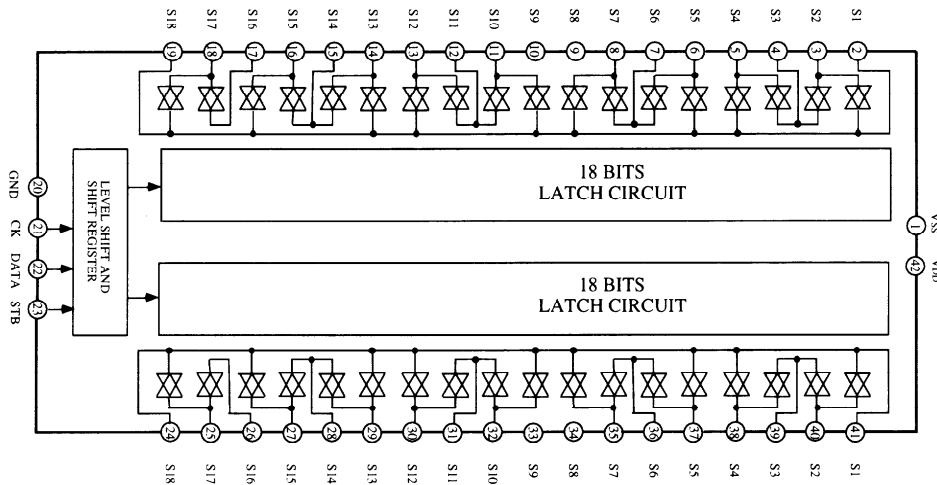 S18 S17 S16 S15 S14 S13 S12 S11 S10 S9 S8 S7 S6 S5 S4 S3 S2 S1
19 18 17 16 15 14 13 12 11 10 9 8 7 6 5 4 3 2
LEVEL SHIFT AND
SHIFT REGISTER
18 BITS
LATCH CIRCUIT
18 BITS
LATCH CIRCUIT
GND 20
CK 21
DATA 22
STB 23
VSS 1
VDD 42
24 25 26 27 28 29 30 31 32 33 34 35 36 37 38 39 40 41
S18 S17 S16 S15 S14 S13 S12 S11 S10 S9 S8 S7 S6 S5 S4 S3 S2 S1